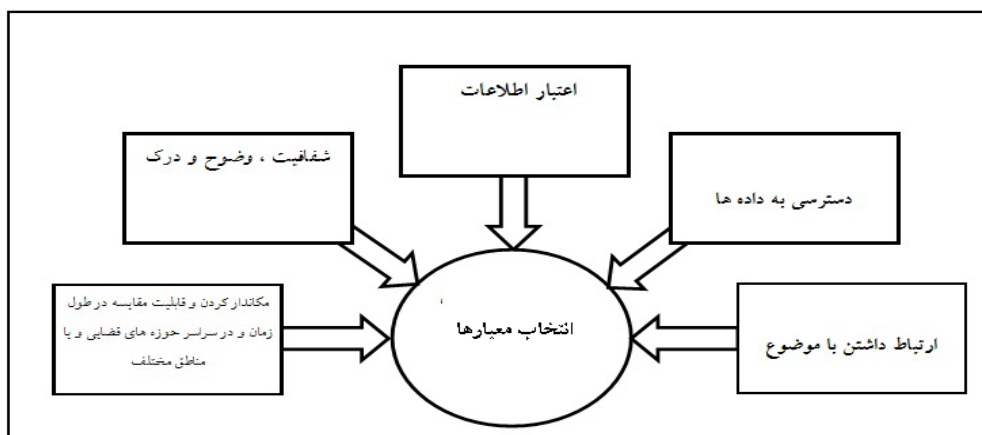 اعتبار اطلاعات
شفافیت ، وضوح و درک
دسترسی به داده ها
مکاندار کردن و قابلیت مقایسه در طول
زمان و در سراسر حوزه های قضایی و یا
مناطق مختلف
انتخاب معیارها
ارتباط داشتن با موضوع